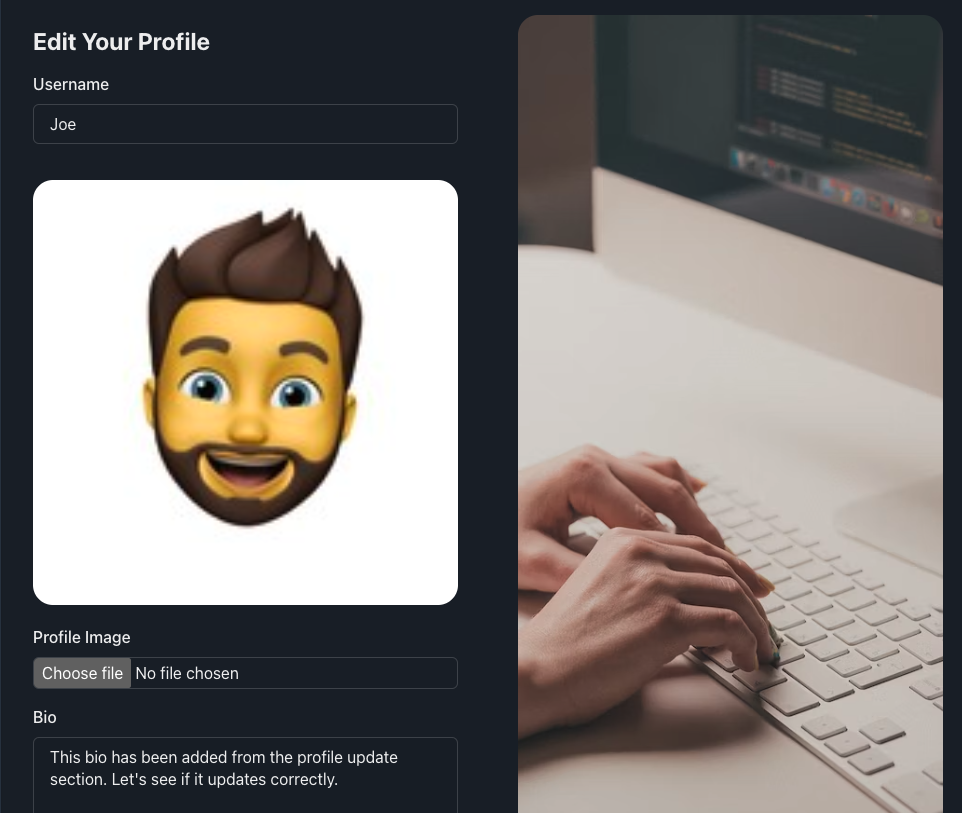 Edit Your Profile
Username
Joe
Profile Image
Choose file No file chosen
Bio
This bio has been added from the profile update
section. Let's see if it updates correctly.